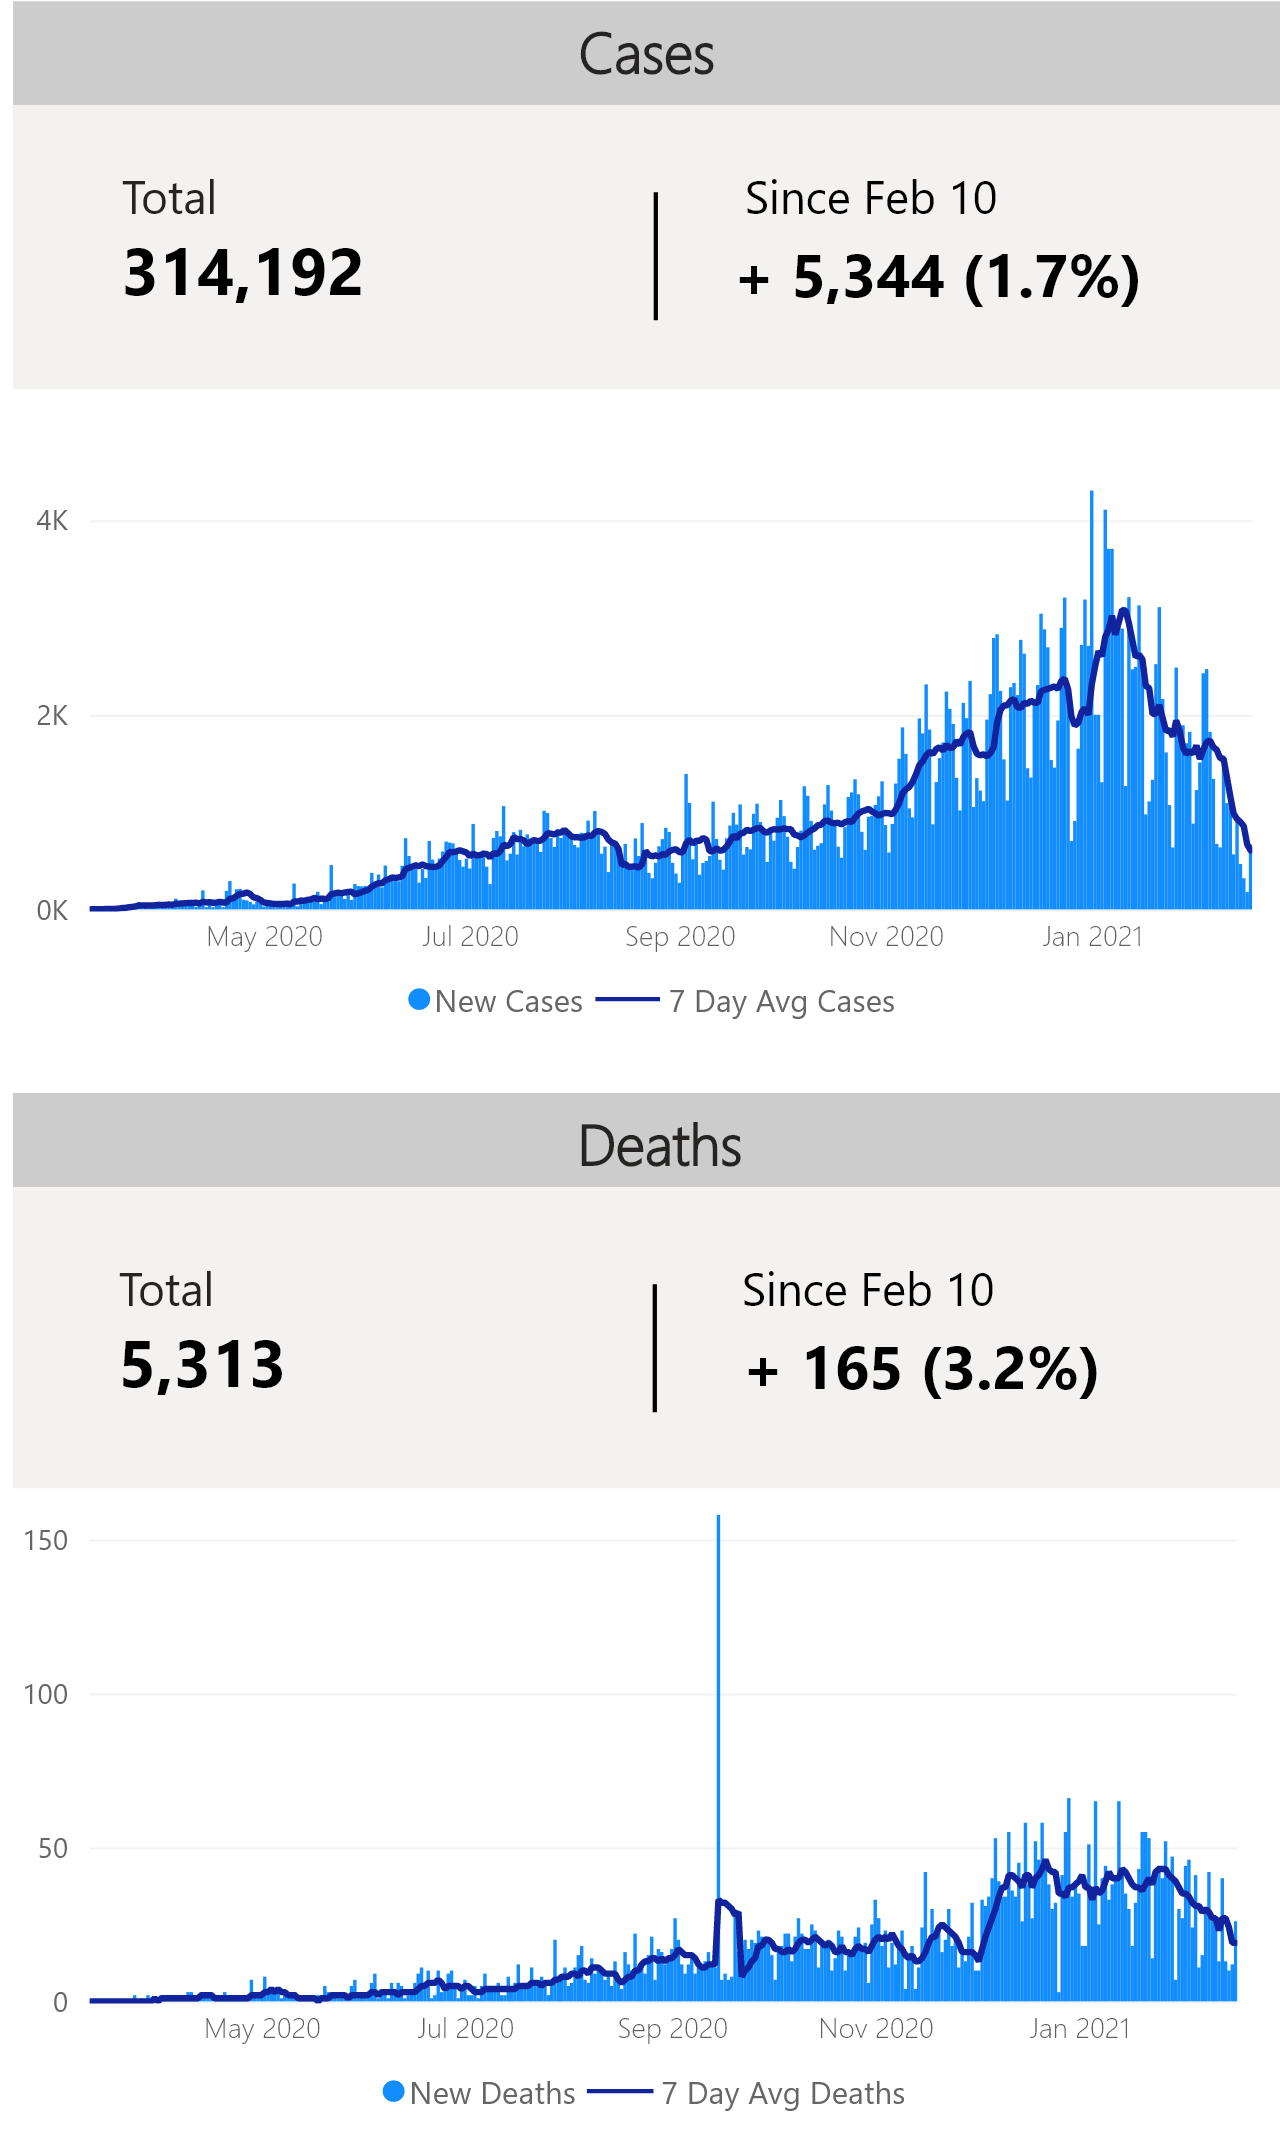 Cases
Total
314,192
Since Feb 10
+ 5,344 (1.7%)
4K
2K
0K
May 2020 Jul 2020 Sep 2020 Nov 2020 Jan 2021
New Cases 7 Day Avg Cases
Deaths
Total
5,313
Since Feb 10
+ 165 (3.2%)
150
100
50
0
May 2020 Jul 2020 Sep 2020 Nov 2020 Jan 2021
New Deaths 7 Day Avg Deaths